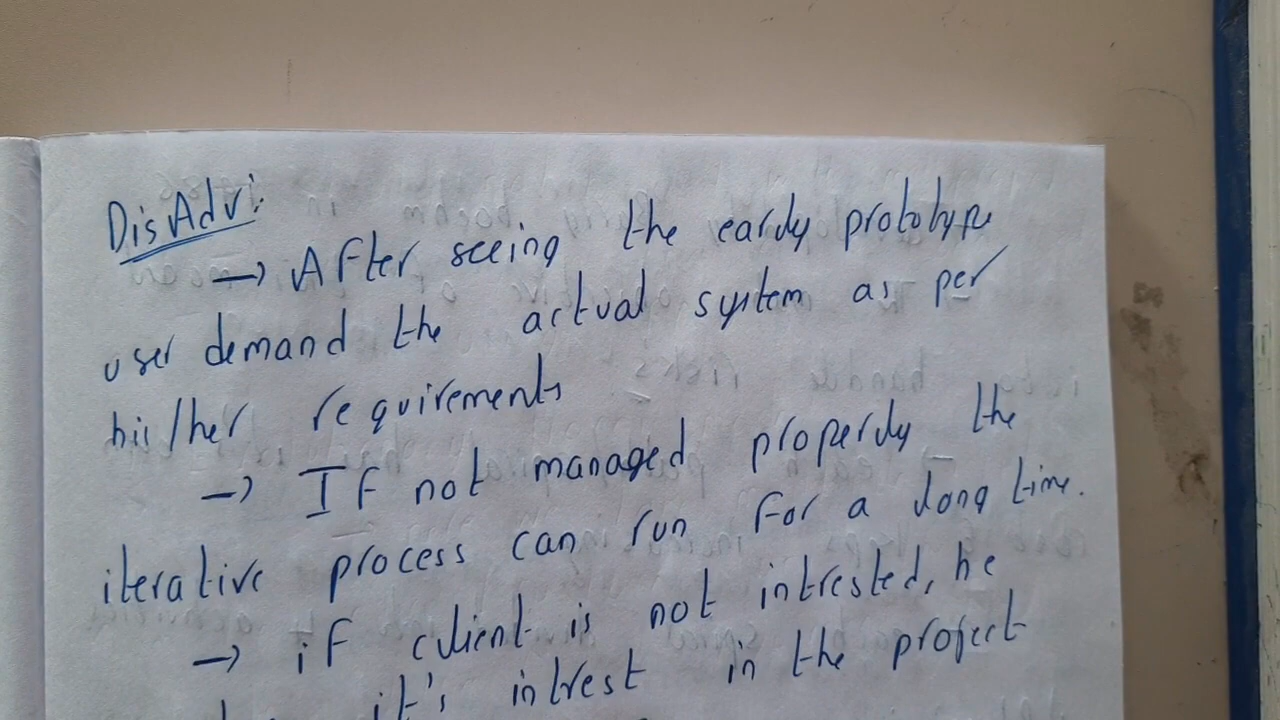 DisAdv:
→ After seeing the early prototype
user demand the actual system as per
his/her requirements
→ If not managed properly the
iterative process can run for a long time.
→ if client is not intrested, he
it's intrest in the project